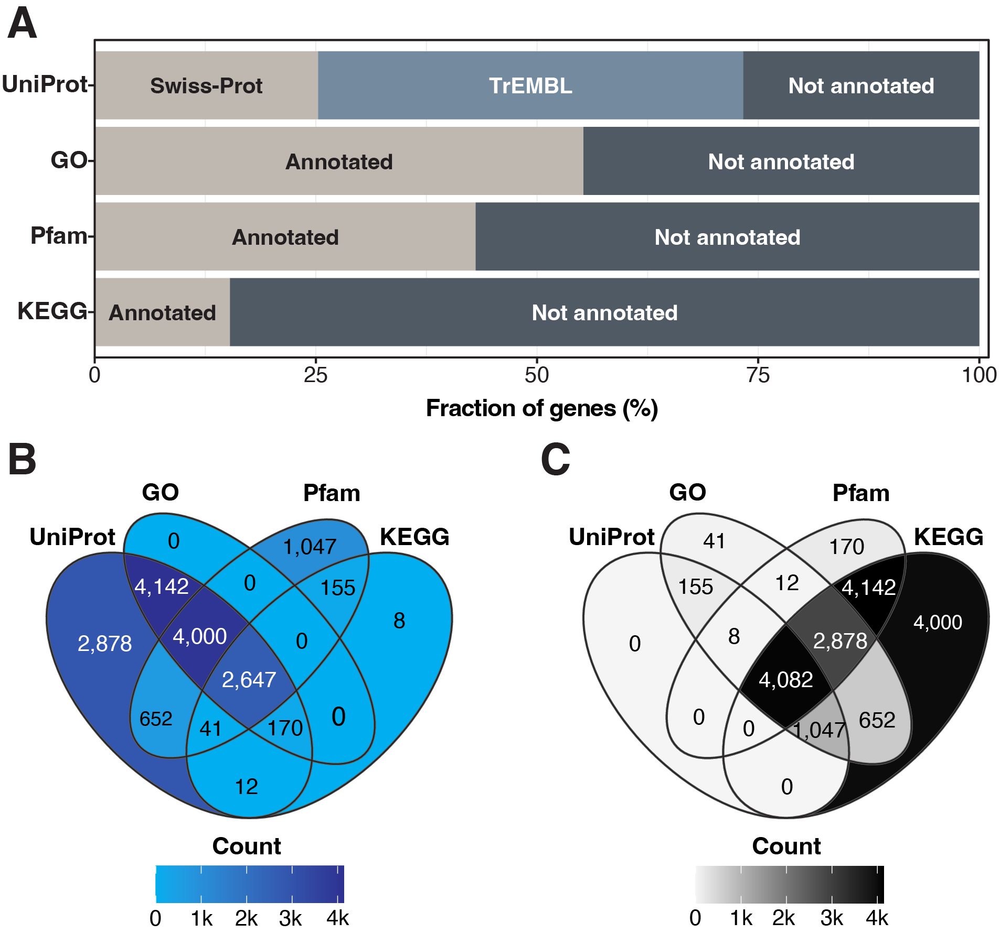 A
UniProt Swiss-Prot TrEMBL Not annotated
GO Annotated Not annotated
Pfam Annotated Not annotated
KEGG Annotated Not annotated
0 25 50 75 100
Fraction of genes (%)
B
GO Pfam
UniProt KEGG
0 1,047
4,142 0 155
8
2,878 4,000 0
2,647
652 41 170 0
12
Count
0 1k 2k 3k 4k
C
GO Pfam
UniProt KEGG
41 170
155 12 4,142
4,000
0 8 2,878
4,082
0 0 1,047 652
0
Count
0 1k 2k 3k 4k